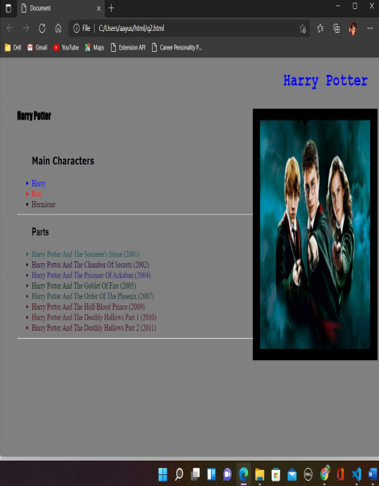 Document
File | C:/Users/aayus/html/q2.html
Dell Gmail YouTube Maps Extension API Career Personality P...
Harry Potter
Harry Potter
Main Characters
Harry
Ron
Hermione
Parts
Harry Potter And The Sorcerer's Stone (2001)
Harry Potter And The Chamber Of Secrets (2002)
Harry Potter And The Prisoner Of Azkaban (2004)
Harry Potter And The Goblet Of Fire (2005)
Harry Potter And The Order Of The Phoenix (2007)
Harry Potter And The Half-Blood Prince (2009)
Harry Potter And The Deathly Hallows Part 1 (2010)
Harry Potter And The Deathly Hallows Part 2 (2011)